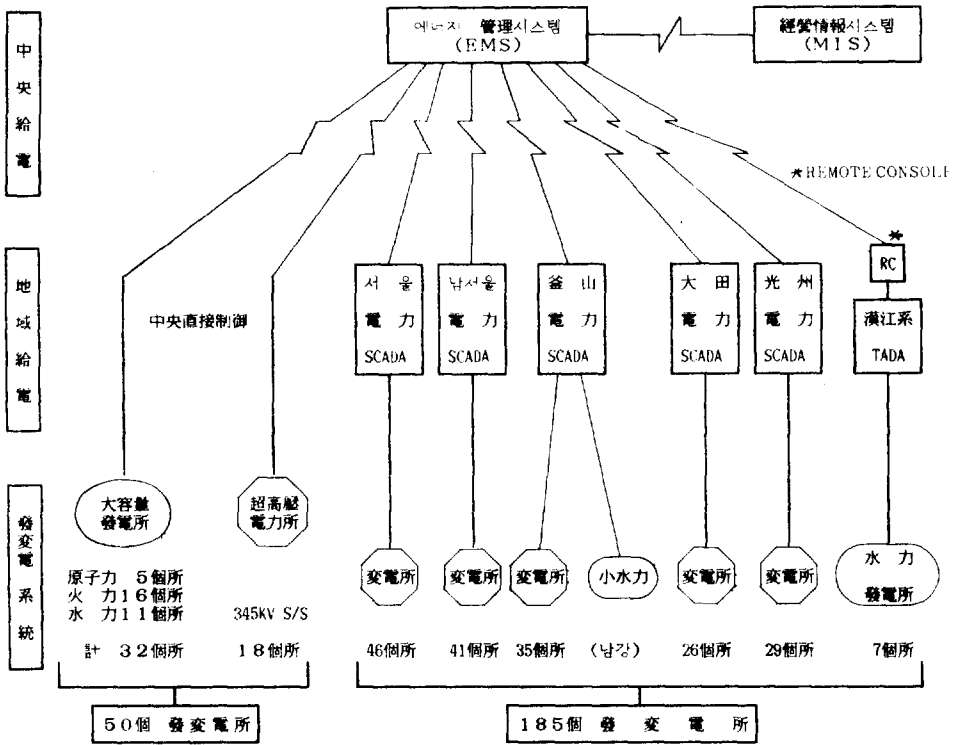 中央給電
에너지 管理시스템
(EMS)
經營情報시스템
(MIS)
*REMOTE CONSOLE
*
地域給電
中央直接制御
서울
電力
SCADA
남서울
電力
SCADA
釜山
電力
SCADA
大田
電力
SCADA
光州
電力
SCADA
RC
漢江系
TADA
發変電系統
大容量
發電所
超高壓
電力所
変電所
変電所
変電所
小水力
変電所
変電所
水力
發電所
原子力 5個所
火力 16個所
水力 11個所
345KV S/S
計 32個所
18個所
46個所
41個所
35個所
(남강)
26個所
29個所
7個所
50個 發変電所
185個 發変電所